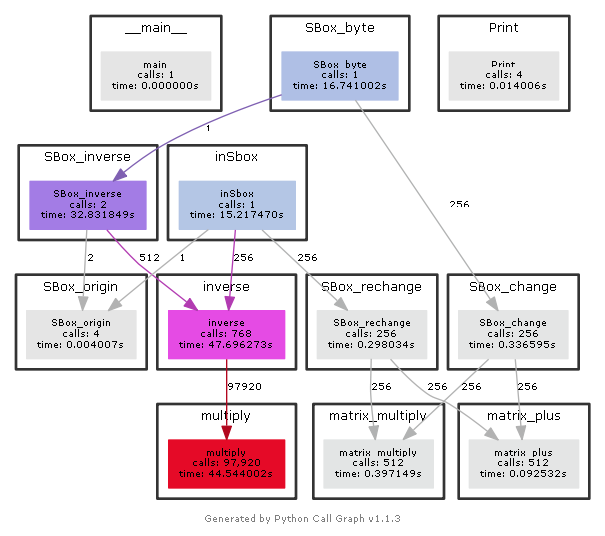 __main__
SBox_byte
Print
main
calls: 1
time: 0.000000s
SBox_byte
calls: 1
time: 16.741002s
Print
calls: 4
time: 0.014006s
1
SBox_inverse
inSbox
256
SBox_inverse
calls: 2
time: 32.831849s
inSbox
calls: 1
time: 15.217470s
2
512
1
256
256
SBox_origin
inverse
SBox_rechange
SBox_change
SBox_origin
calls: 4
time: 0.004007s
inverse
calls: 768
time: 47.696273s
SBox_rechange
calls: 256
time: 0.298034s
SBox_change
calls: 256
time: 0.336595s
97920
256
256
256
256
multiply
matrix_multiply
matrix_plus
multiply
calls: 97,920
time: 44.544002s
matrix_multiply
calls: 512
time: 0.397149s
matrix_plus
calls: 512
time: 0.092532s
Generated by Python Call Graph v1.1.3